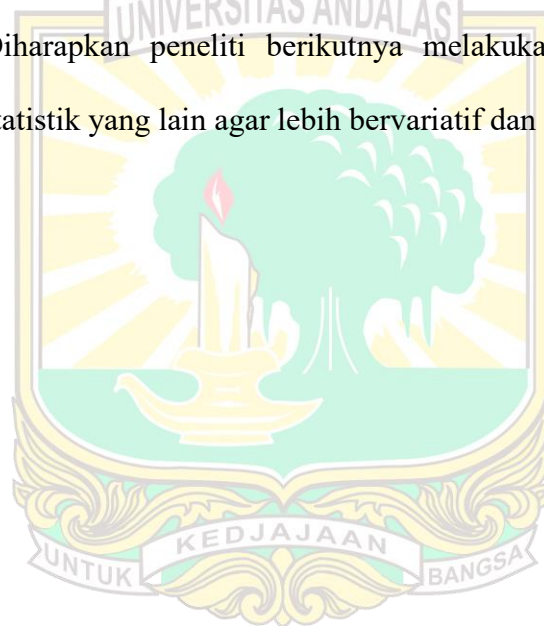 UNIVERSITAS ANDALAS
Diharapkan peneliti berikutnya melakuka
tatistik yang lain agar lebih bervariatif dan
UNTUK KEDJAJAAN BANGSA